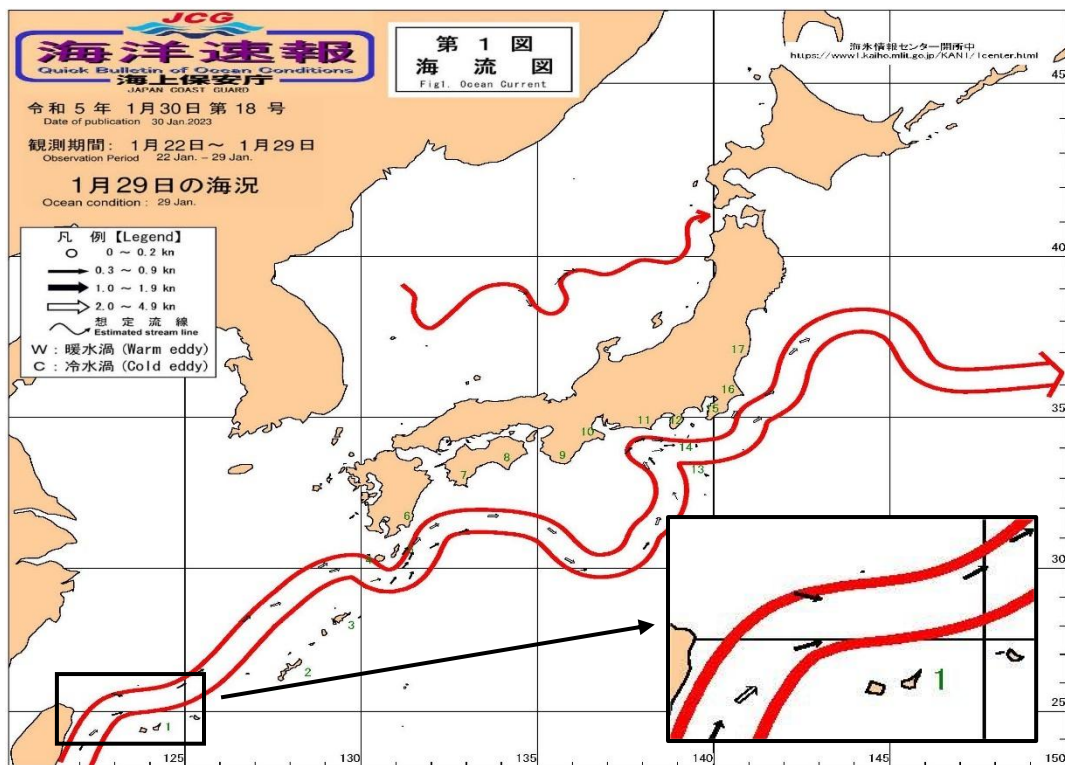 JCG
海洋速報
Quick Bulletin of Ocean Conditions
海上保安庁
JAPAN COAST GUARD
令和5年 1月30日 第18号
Date of publication 30 Jan.2023
観測期間: 1月22日~ 1月29日
Observation Period 22 Jan. - 29 Jan.
1月29日の海況
Ocean condition : 29 Jan.
第1図
海流図
Fig1. Ocean Current
海氷情報センター開所中
https://www1.kaiho.mlit.go.jp/KAN1/1center.html
凡 例【Legend】
0 ~ 0.2 kn
0.3 ~ 0.9 kn
1.0 ~ 1.9 kn
2.0 ~ 4.9 kn
想定流線
Estimated stream line
W : 暖水渦 (Warm eddy)
C : 冷水渦 (Cold eddy)
45
40
17
16
35
15
12
11
10
14
9
8
7
13
6
4
30
3
2
1
1
25
125
130
135
140
145
150